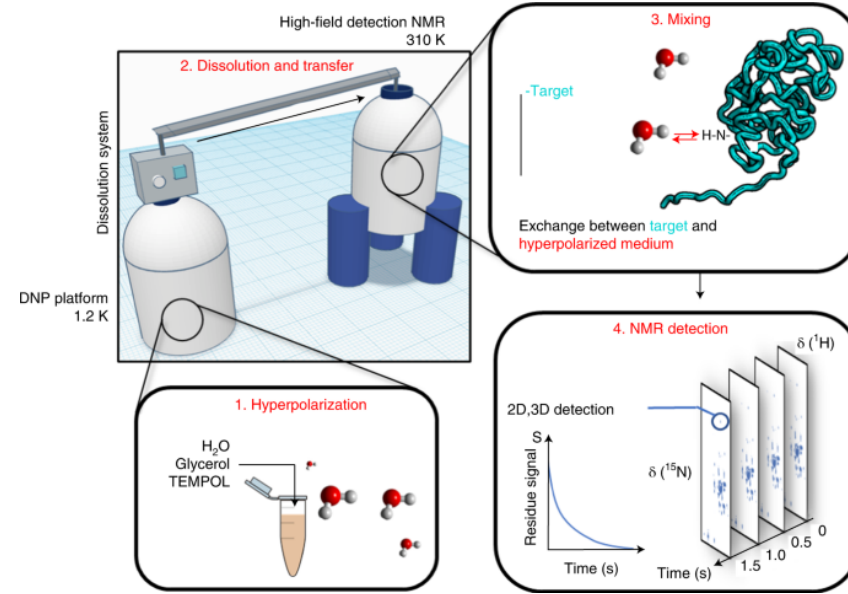 High-field detection NMR
310 K
2. Dissolution and transfer
Dissolution system
DNP platform
1.2 K
1. Hyperpolarization
H₂O
Glycerol
TEMPOL
3. Mixing
-Target
H-N-
Exchange between target and
hyperpolarized medium
4. NMR detection
δ (¹H)
2D,3D detection
S
δ (¹⁵N)
Residue signal
Time (s)
0
0.5
1.0
1.5
Time (s)